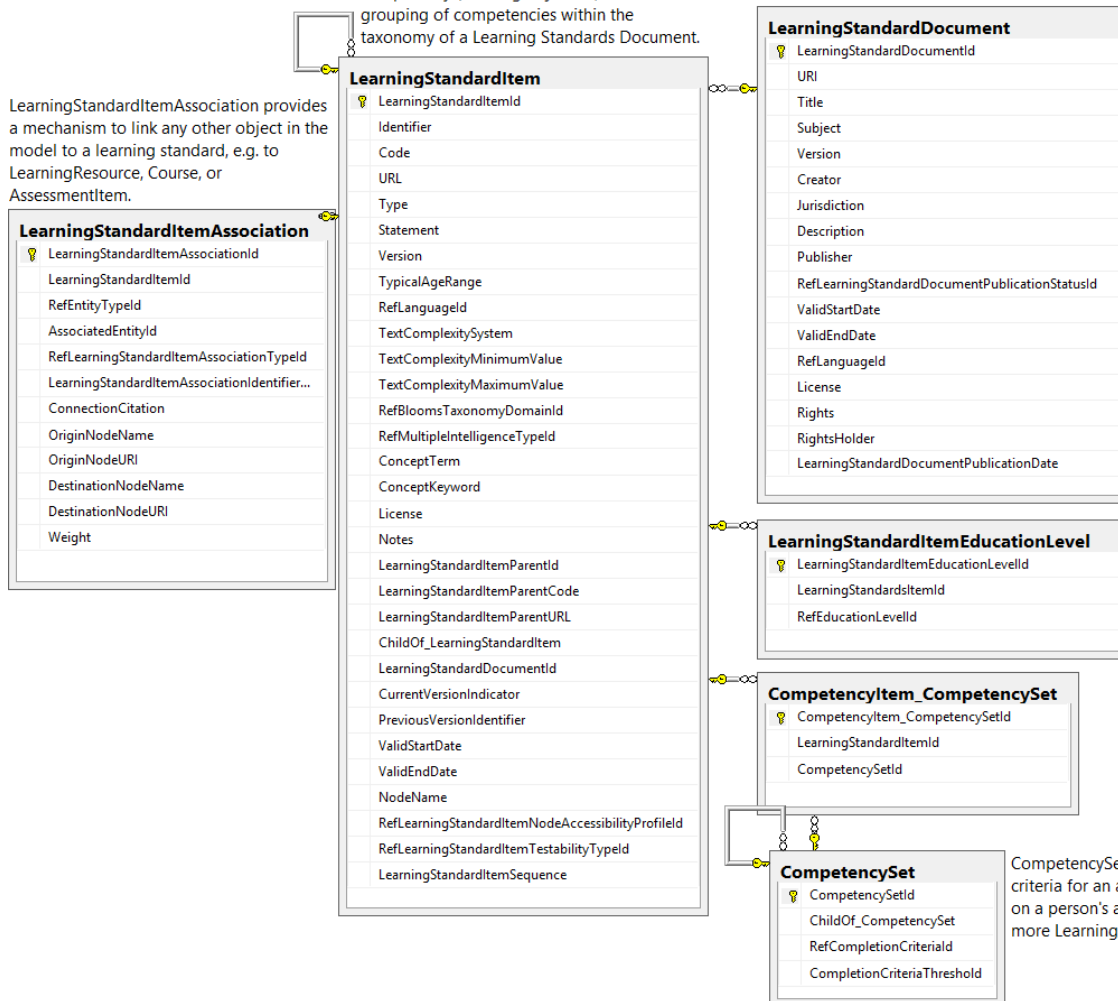 grouping of competencies within the
taxonomy of a Learning Standards Document.
LearningStandardItemAssociation provides
a mechanism to link any other object in the
model to a learning standard, e.g. to
LearningResource, Course, or
AssessmentItem.
LearningStandardItemAssociation
LearningStandardItemAssociationId
LearningStandardItemId
RefEntityTypeId
AssociatedEntityId
RefLearningStandardItemAssociationTypeId
LearningStandardItemAssociationIdentifier...
ConnectionCitation
OriginNodeName
OriginNodeURI
DestinationNodeName
DestinationNodeURI
Weight
LearningStandardItem
LearningStandardItemId
Identifier
Code
URL
Type
Statement
Version
TypicalAgeRange
RefLanguageId
TextComplexitySystem
TextComplexityMinimumValue
TextComplexityMaximumValue
RefBloomsTaxonomyDomainId
RefMultipleIntelligenceTypeId
ConceptTerm
ConceptKeyword
License
Notes
LearningStandardItemParentId
LearningStandardItemParentCode
LearningStandardItemParentURL
ChildOf_LearningStandardItem
LearningStandardDocumentId
CurrentVersionIndicator
PreviousVersionIdentifier
ValidStartDate
ValidEndDate
NodeName
RefLearningStandardItemNodeAccessibilityProfileId
RefLearningStandardItemTestabilityTypeId
LearningStandardItemSequence
LearningStandardDocument
LearningStandardDocumentId
URI
Title
Subject
Version
Creator
Jurisdiction
Description
Publisher
RefLearningStandardDocumentPublicationStatusId
ValidStartDate
ValidEndDate
RefLanguageId
License
Rights
RightsHolder
LearningStandardDocumentPublicationDate
LearningStandardItemEducationLevel
LearningStandardItemEducationLevelId
LearningStandardsItemId
RefEducationLevelId
CompetencyItem_CompetencySet
CompetencyItem_CompetencySetId
LearningStandardItemId
CompetencySetId
CompetencySet
CompetencySetId
ChildOf_CompetencySet
RefCompletionCriteriaId
CompletionCriteriaThreshold
CompetencySe
criteria for an a
on a person's a
more Learning